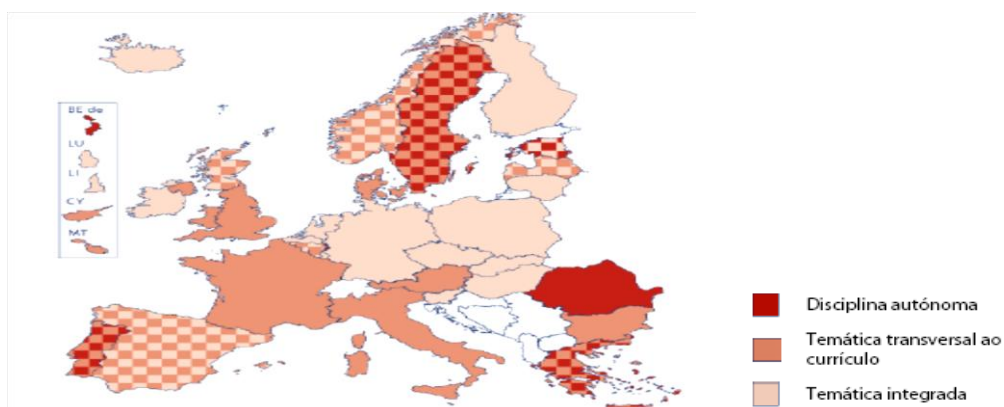 BE de
LU
LI
CY
MT
Disciplina autónoma
Temática transversal ao
currículo
Temática integrada